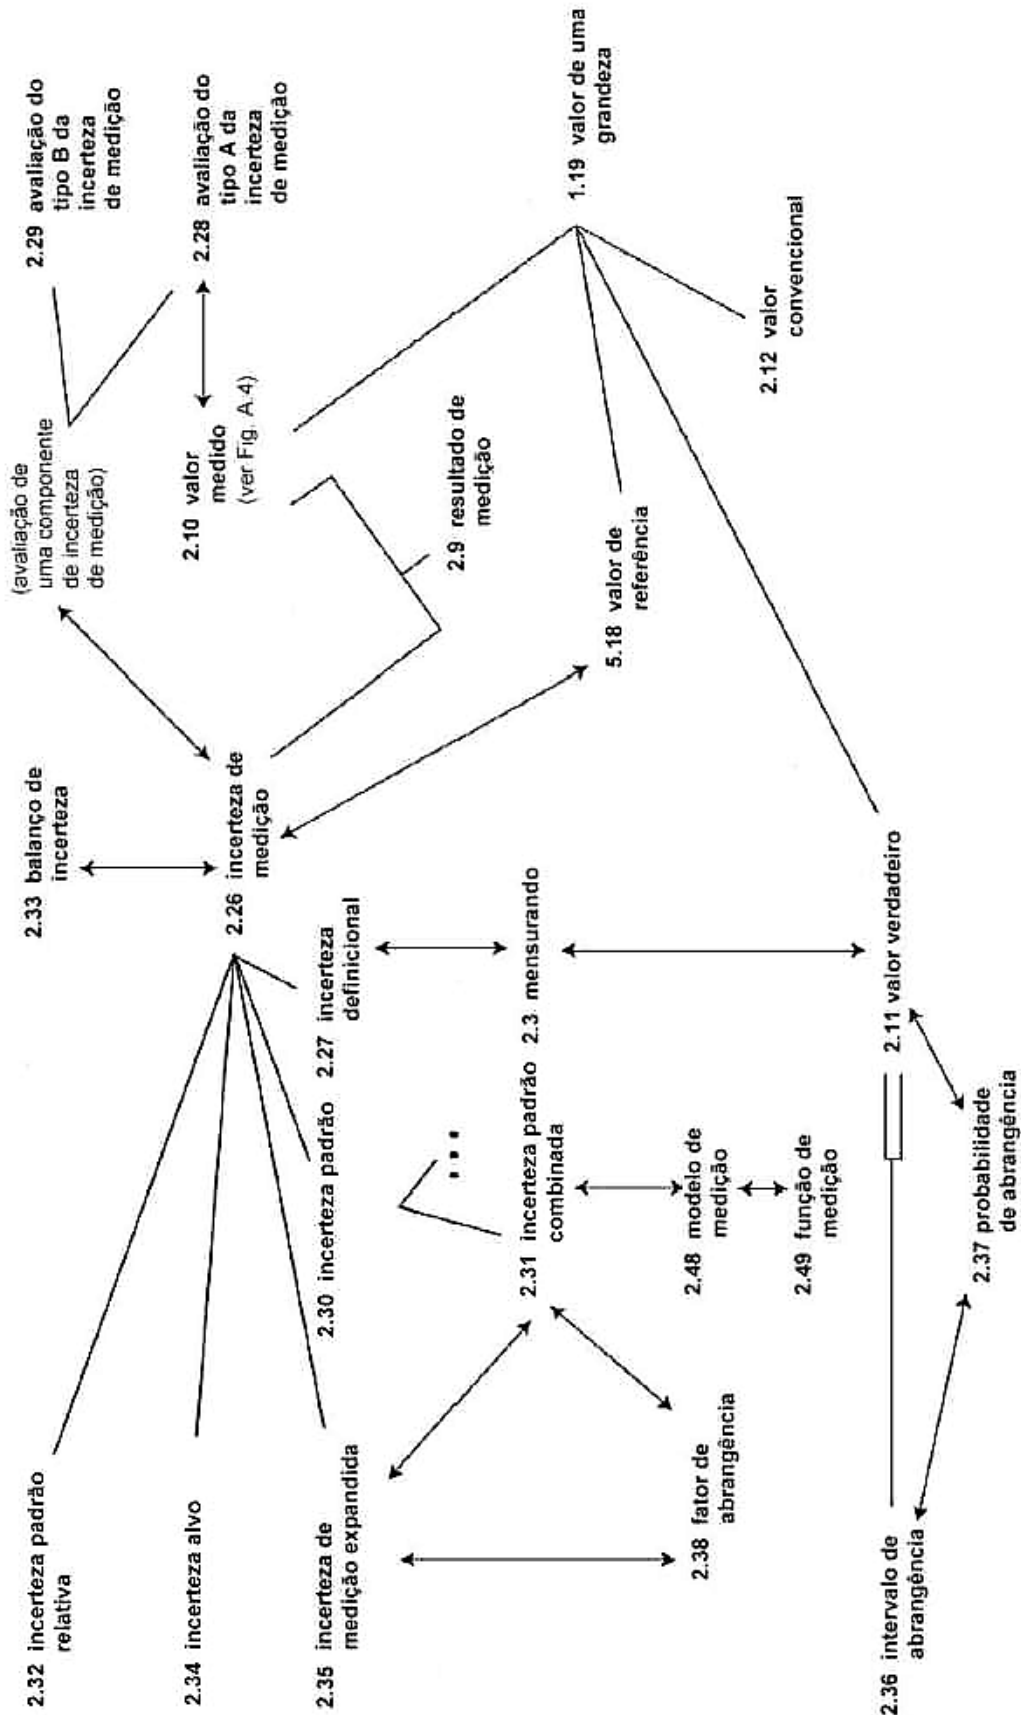 2.29 avaliação do
tipo B da
incerteza
de medição
2.28 avaliação do
tipo A da
incerteza
de medição
(avaliação de
uma componente
de incerteza
de medição)
2.10 valor
medido
(ver Fig. A.4)
1.19 valor de uma
grandeza
2.9 resultado de
medição
2.12 valor
convencional
5.18 valor de
referência
2.33 balanço de
incerteza
2.26 incerteza de
medição
2.27 incerteza
definicional
2.3 mensurando
2.11 valor verdadeiro
2.30 incerteza padrão
...
2.31 incerteza padrão
combinada
2.48 modelo de
medição
2.49 função de
medição
2.37 probabilidade
de abrangência
2.32 incerteza padrão
relativa
2.34 incerteza alvo
2.35 incerteza de
medição expandida
2.38 fator de
abrangência
2.36 intervalo de
abrangência